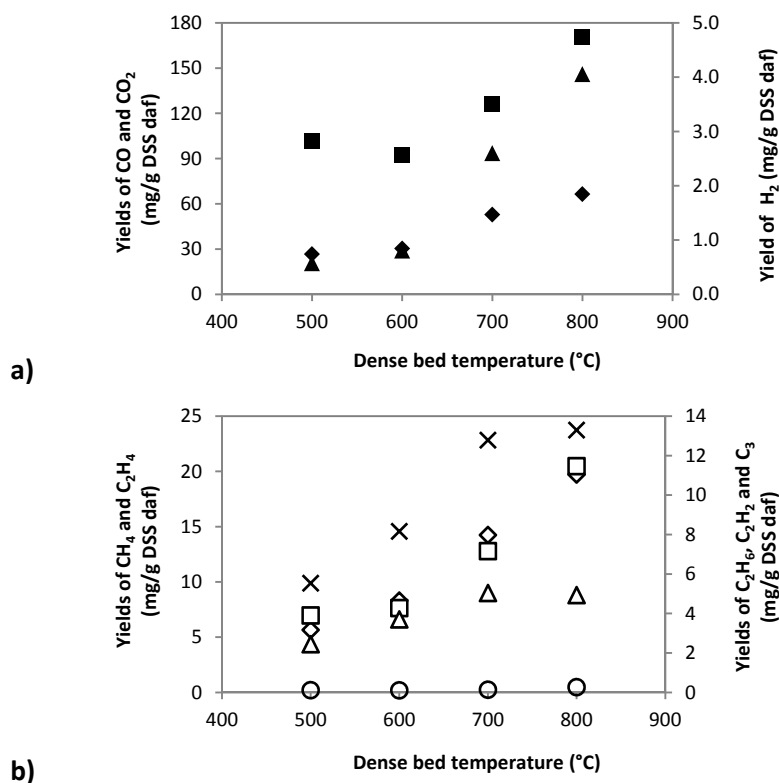 180
150
120
90
60
30
0
5.0
4.0
3.0
2.0
1.0
0.0
400 500 600 700 800 900
Yields of CO and CO₂
(mg/g DSS daf)
Yield of H₂ (mg/g DSS daf)
Dense bed temperature (°C)
a)
25
20
15
10
5
0
14
12
10
8
6
4
2
0
400 500 600 700 800 900
Yields of CH₄ and C₂H₄
(mg/g DSS daf)
Yields of C₂H₆, C₂H₂ and C₃
(mg/g DSS daf)
Dense bed temperature (°C)
b)